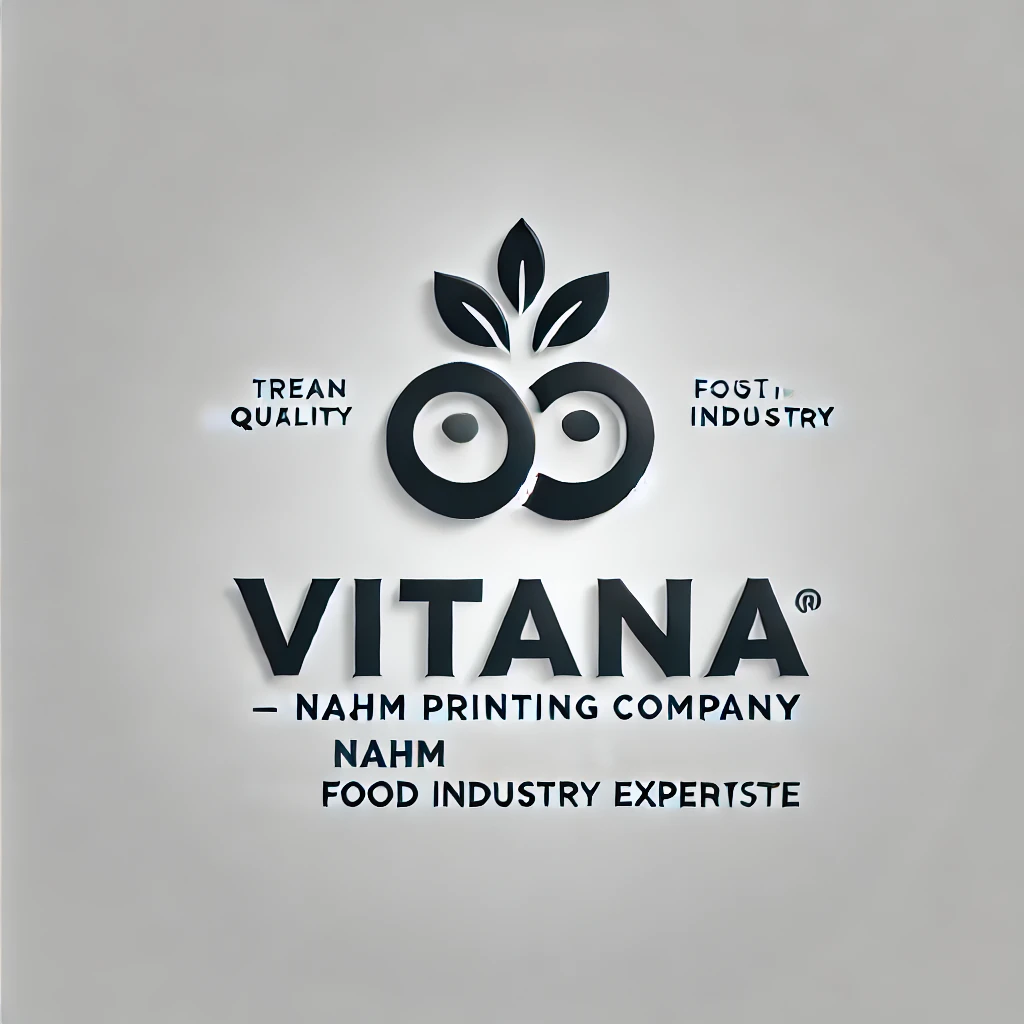 TREAN
QUALITY
INDUSTRY
VITANA®
— NAHM PRINTING COMPANY
NAHM
FOOD INDUSTRY EXPERTSTE